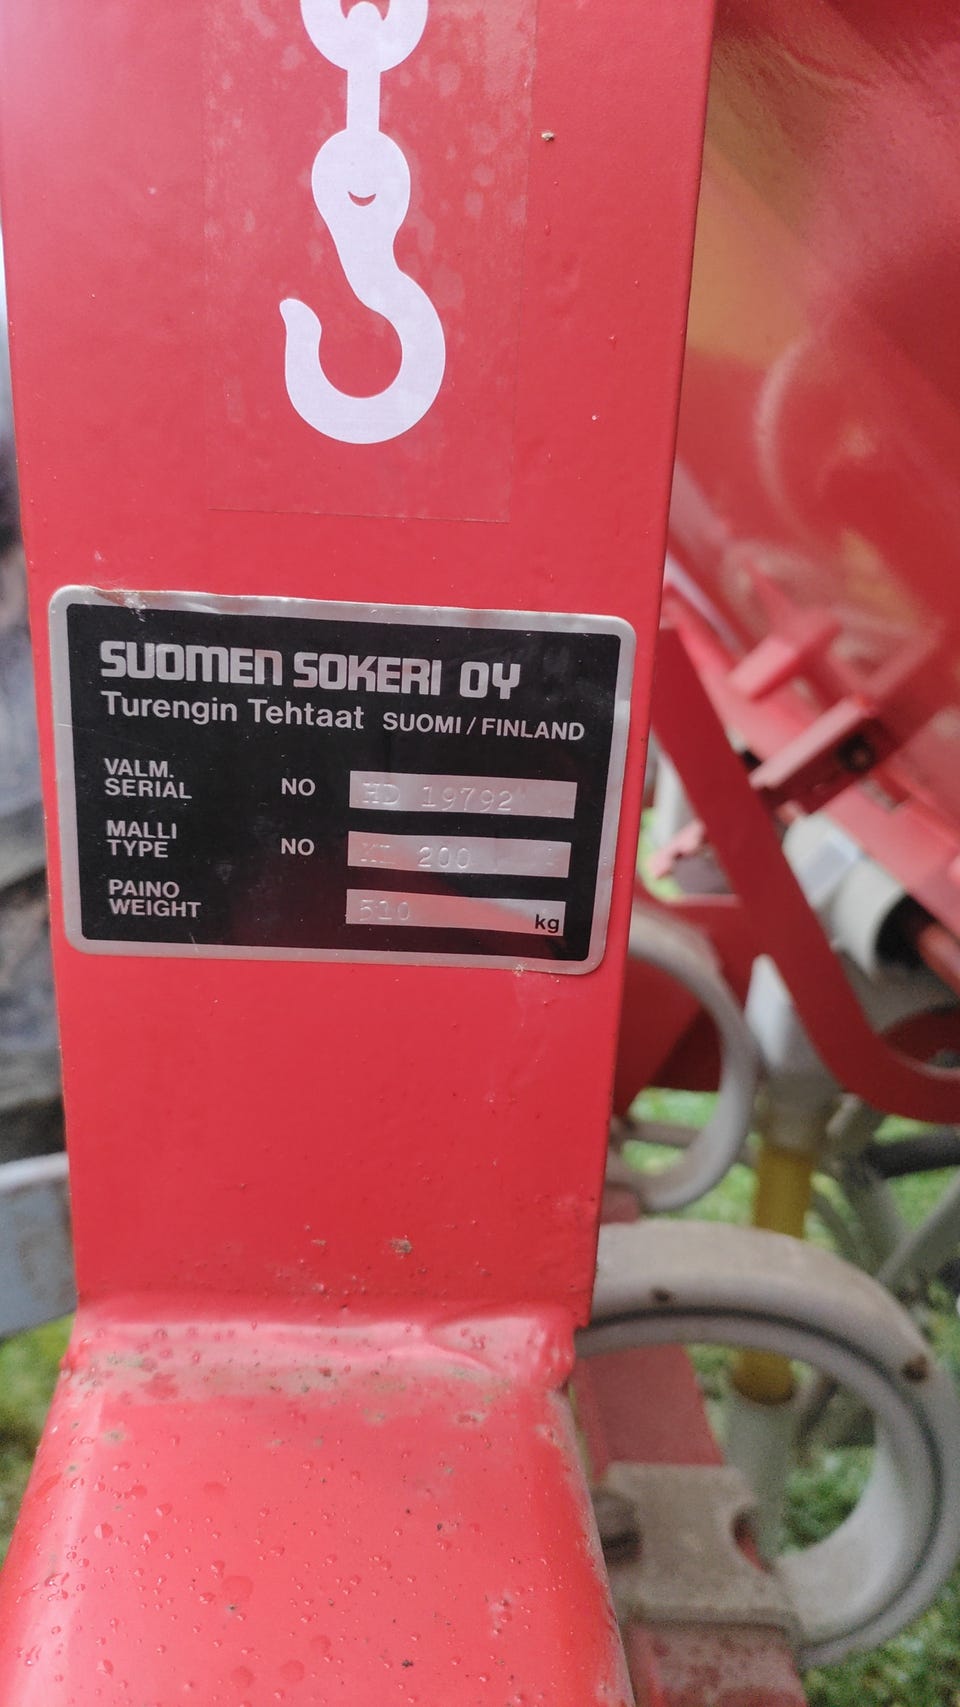 SUOMEN SOKERI OY
Turengin Tehtaat SUOMI / FINLAND
VALM.
SERIAL NO HD 19792
MALLI
TYPE NO 200
PAINO
WEIGHT 510 kg